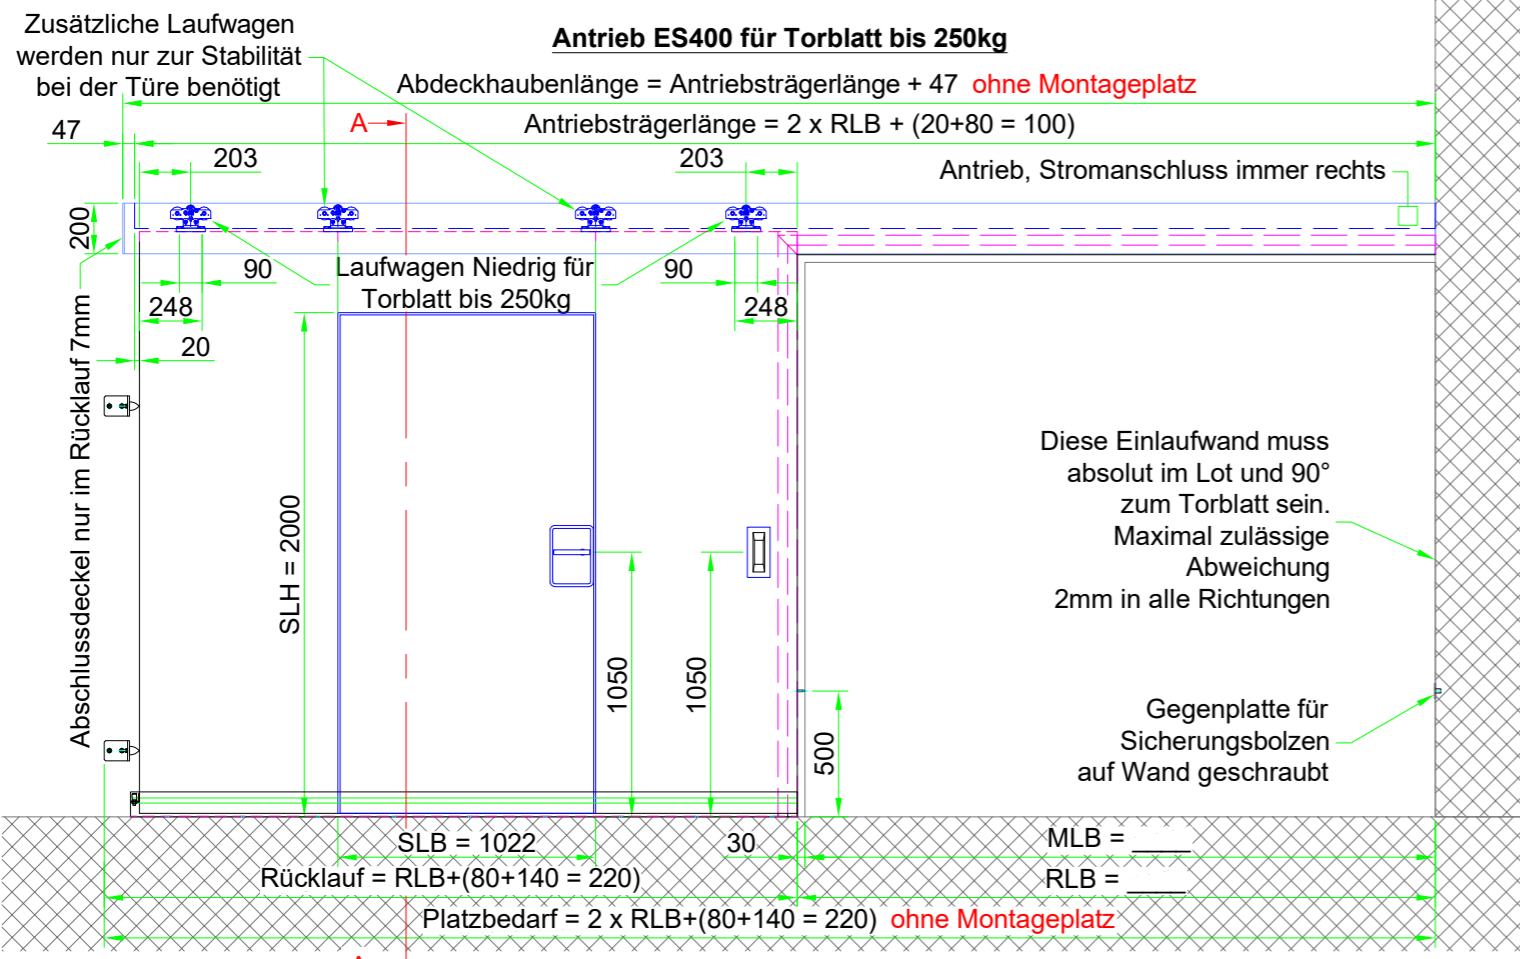 Zusätzliche Laufwagen
werden nur zur Stabilität
bei der Türe benötigt
Antrieb ES400 für Torblatt bis 250kg
Abdeckhaubenlänge = Antriebsträgerlänge + 47 ohne Montageplatz
A
Antriebsträgerlänge = 2 x RLB + (20+80 = 100)
47
203
203
Antrieb, Stromanschluss immer rechts
200
90
Laufwagen Niedrig für
Torblatt bis 250kg
90
248
248
20
Abschlussdeckel nur im Rücklauf 7mm
SLH = 2000
Diese Einlaufwand muss
absolut im Lot und 90°
zum Torblatt sein.
Maximal zulässige
Abweichung
2mm in alle Richtungen
1050
1050
500
Gegenplatte für
Sicherungsbolzen
auf Wand geschraubt
SLB = 1022
30
MLB = ____
Rücklauf = RLB+(80+140 = 220)
RLB = ____
Platzbedarf = 2 x RLB+(80+140 = 220) ohne Montageplatz